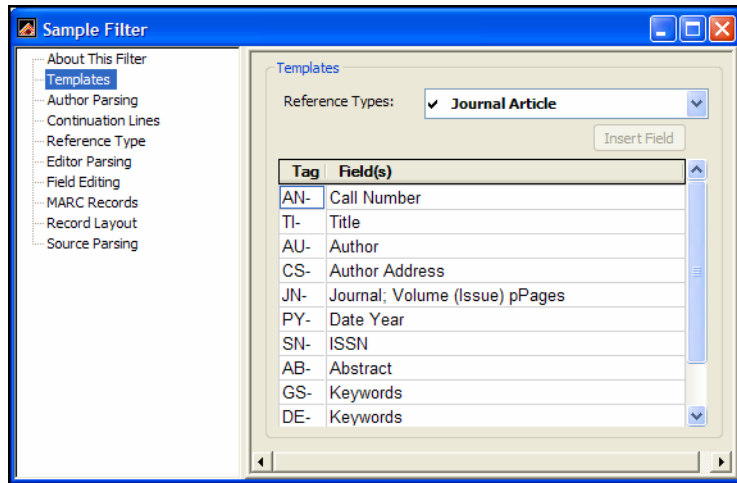 Sample Filter
About This Filter
Templates
Author Parsing
Continuation Lines
Reference Type
Editor Parsing
Field Editing
MARC Records
Record Layout
Source Parsing
Templates
Reference Types: Journal Article
Insert Field
Tag Field(s)
AN- Call Number
TI- Title
AU- Author
CS- Author Address
JN- Journal; Volume (Issue) pPages
PY- Date Year
SN- ISSN
AB- Abstract
GS- Keywords
DE- Keywords